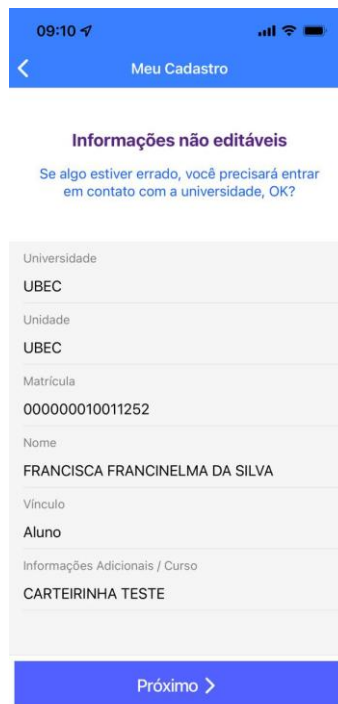 09:10
Meu Cadastro
Informações não editáveis
Se algo estiver errado, você precisará entrar
em contato com a universidade, OK?
Universidade
UBEC
Unidade
UBEC
Matrícula
000000010011252
Nome
FRANCISCA FRANCINELMA DA SILVA
Vínculo
Aluno
Informações Adicionais / Curso
CARTEIRINHA TESTE
Próximo